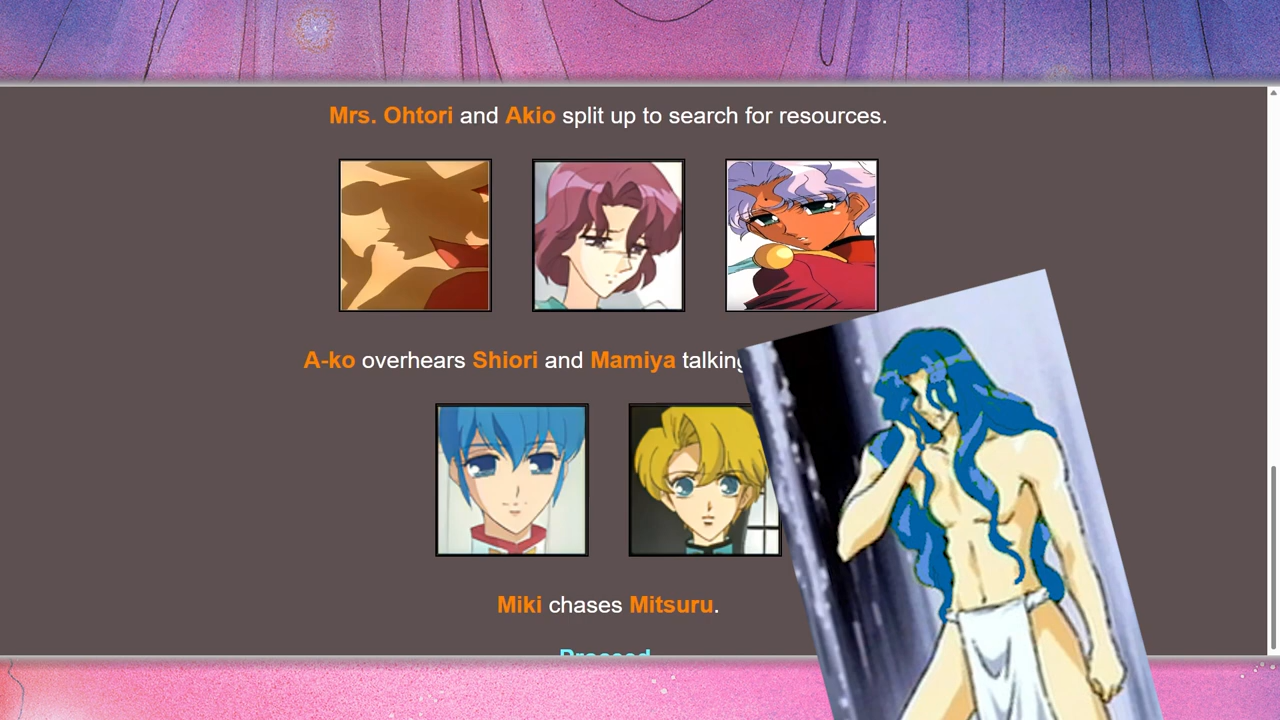 Mrs. Ohtori and Akio split up to search for resources.
A-ko overhears Shiori and Mamiya talking
Miki chases Mitsuru.
Proceed